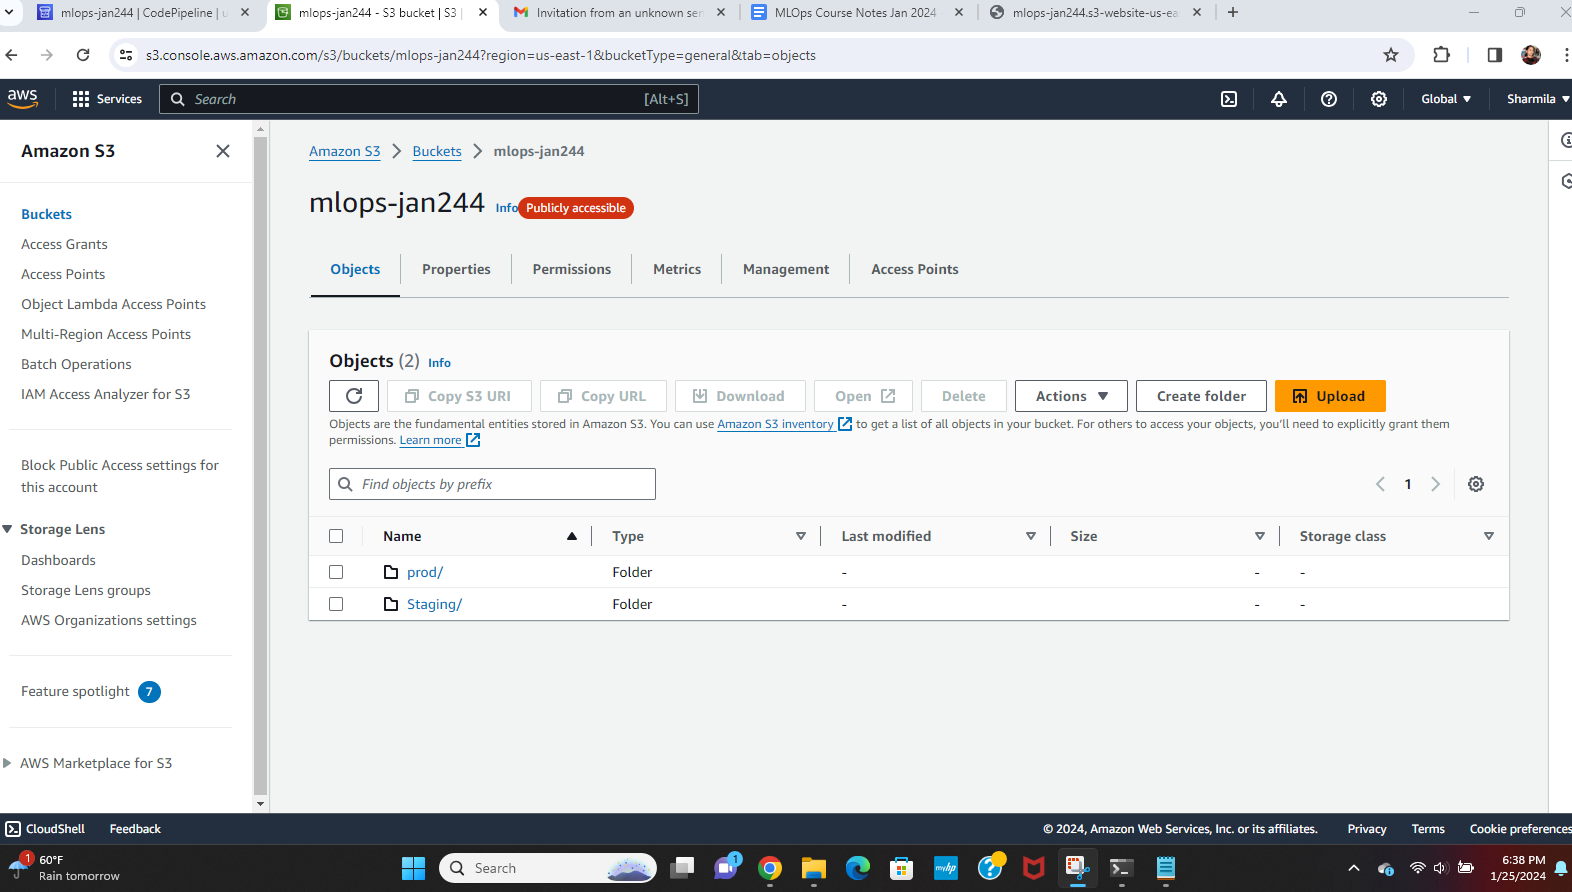 mlops-jan244 | CodePipeline | u
mlops-jan244 - S3 bucket | S3 |
Invitation from an unknown sen
MLOps Course Notes Jan 2024
mlops-jan244.s3-website-us-ea
s3.console.aws.amazon.com/s3/buckets/mlops-jan244?region=us-east-1&bucketType=general&tab=objects
aws
Services
Search
[Alt+S]
Global
Sharmila
Amazon S3
Buckets
Access Grants
Access Points
Object Lambda Access Points
Multi-Region Access Points
Batch Operations
IAM Access Analyzer for S3
Block Public Access settings for
this account
Storage Lens
Dashboards
Storage Lens groups
AWS Organizations settings
Feature spotlight 7
AWS Marketplace for S3
Amazon S3 > Buckets > mlops-jan244
mlops-jan244 Info Publicly accessible
Objects
Properties
Permissions
Metrics
Management
Access Points
Objects (2) Info
Copy S3 URI
Copy URL
Download
Open
Delete
Actions
Create folder
Upload
Objects are the fundamental entities stored in Amazon S3. You can use Amazon S3 inventory to get a list of all objects in your bucket. For others to access your objects, you'll need to explicitly grant them
permissions. Learn more
Find objects by prefix
1
Name Type Last modified Size Storage class
prod/ Folder - - -
Staging/ Folder - - -
CloudShell Feedback © 2024, Amazon Web Services, Inc. or its affiliates. Privacy Terms Cookie preferences
1
60°F
Rain tomorrow
Search
1
myhp
6:38 PM
1/25/2024